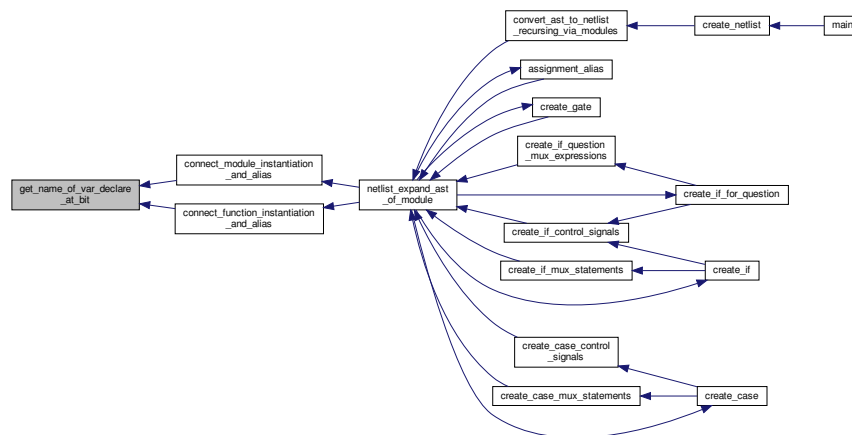 convert_ast_to_netlist
_recursing_via_modules
create_netlist
main
assignment_alias
create_gate
create_if_question
_mux_expressions
get_name_of_var_declare
_at_bit
connect_module_instantiation
_and_alias
connect_function_instantiation
_and_alias
netlist_expand_ast
_of_module
create_if_for_question
create_if_control_signals
create_if_mux_statements
create_if
create_case_control
_signals
create_case_mux_statements
create_case